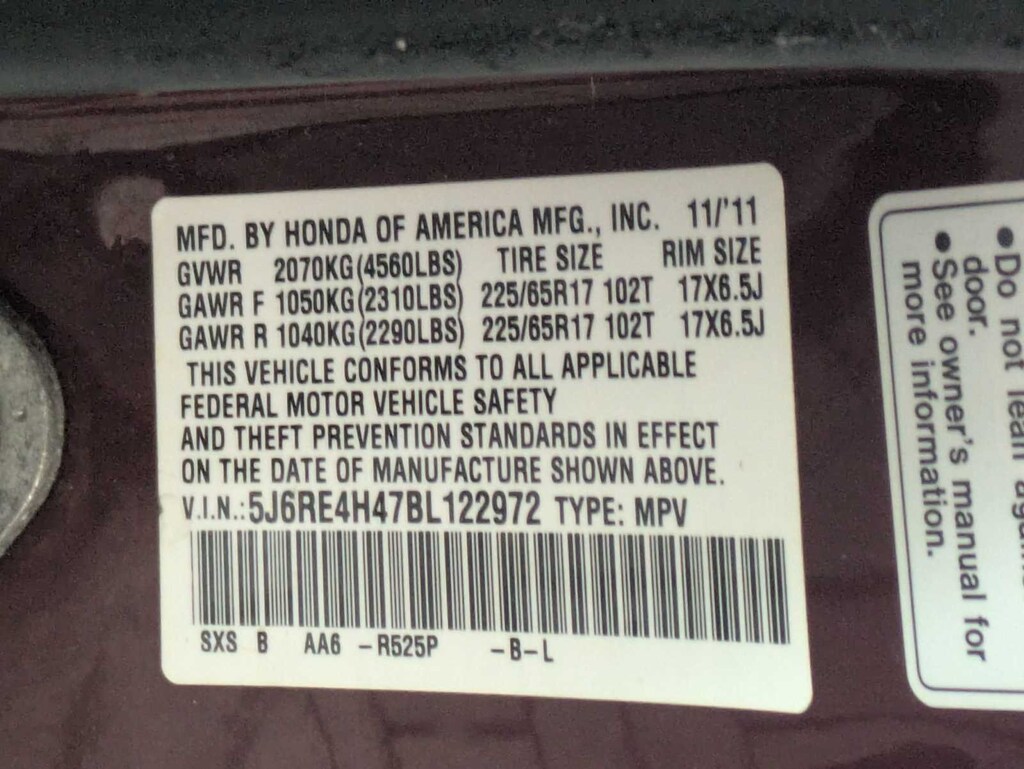 MFD. BY HONDA OF AMERICA MFG., INC. 11/'11
GVWR 2070KG(4560LBS) TIRE SIZE RIM SIZE
GAWR F 1050KG(2310LBS) 225/65R17 102T 17X6.5J
GAWR R 1040KG(2290LBS) 225/65R17 102T 17X6.5J
THIS VEHICLE CONFORMS TO ALL APPLICABLE
FEDERAL MOTOR VEHICLE SAFETY
AND THEFT PREVENTION STANDARDS IN EFFECT
ON THE DATE OF MANUFACTURE SHOWN ABOVE.
V.I.N.:5J6RE4H47BL122972 TYPE: MPV
SXS B AA6 -R525P -B-L
•Do not lean
door.
•See owner's manual for
more information.